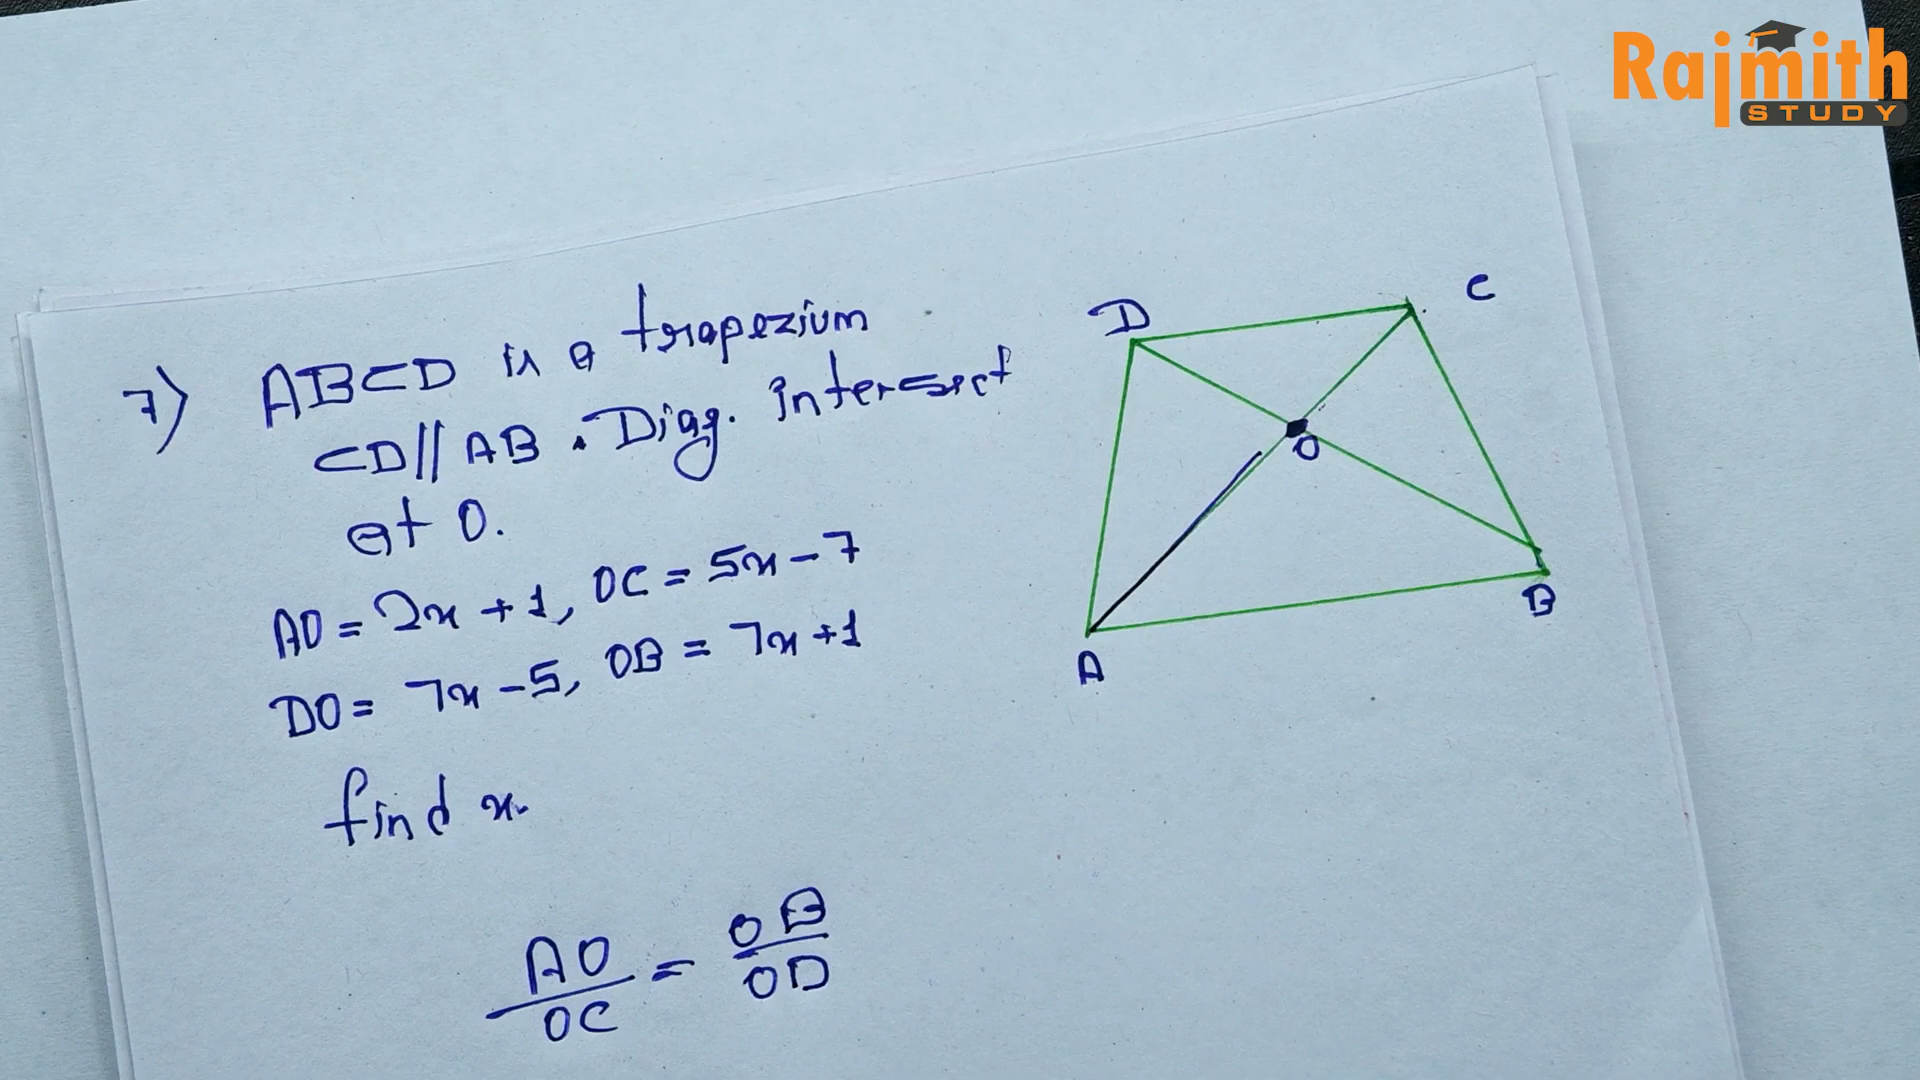 Rajmith
STUDY
7) ABCD is a trapezium
CD//AB. Diag. intersect
at O.
AO = 2x + 1, OC = 5x - 7
DO = 7x - 5, OB = 7x + 1
find x.
AO/OC = OB/OD
D
C
O
B
A